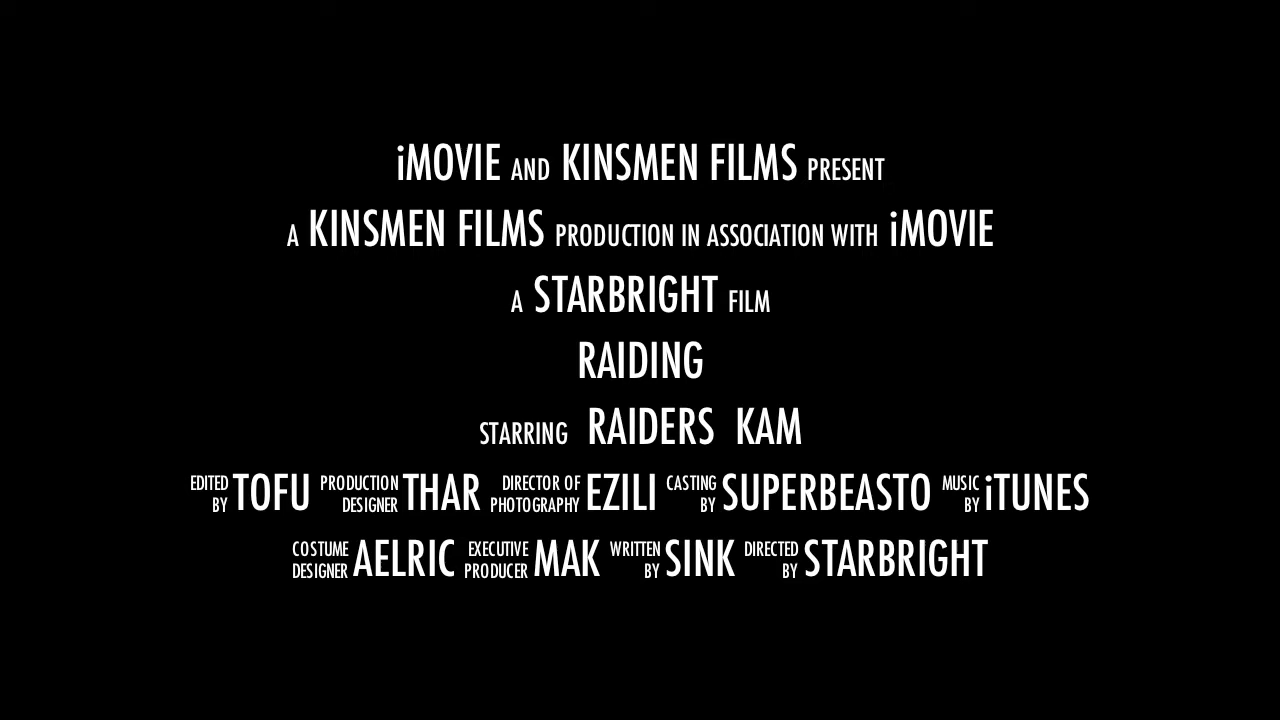 iMOVIE AND KINSMEN FILMS PRESENT
A KINSMEN FILMS PRODUCTION IN ASSOCIATION WITH iMOVIE
A STARBRIGHT FILM
RAIDING
STARRING RAIDERS KAM
EDITED BY TOFU PRODUCTION DESIGNER THAR DIRECTOR OF PHOTOGRAPHY EZILI CASTING BY SUPERBEASTO MUSIC BY iTUNES
COSTUME DESIGNER AELRIC EXECUTIVE PRODUCER MAK WRITTEN BY SINK DIRECTED BY STARBRIGHT